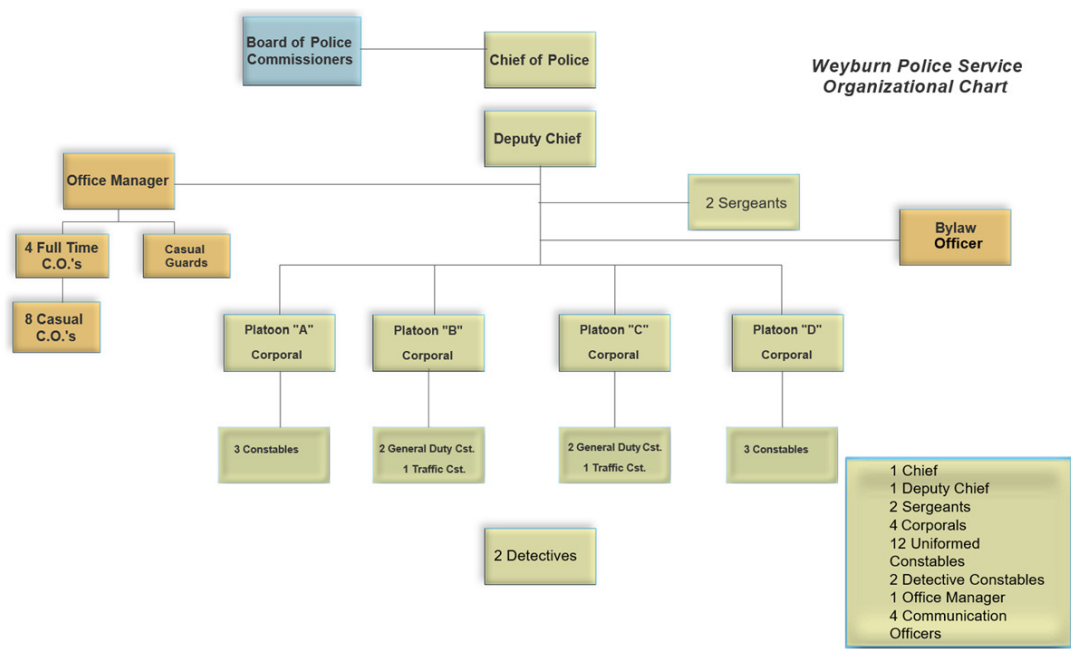 Board of Police
Commissioners
Chief of Police
Weyburn Police Service
Organizational Chart
Deputy Chief
Office Manager
2 Sergeants
Bylaw
Officer
4 Full Time
C.O.'s
Casual
Guards
8 Casual
C.O.'s
Platoon "A"
Corporal
Platoon "B"
Corporal
Platoon "C"
Corporal
Platoon "D"
Corporal
3 Constables
2 General Duty Cst.
1 Traffic Cst.
2 General Duty Cst.
1 Traffic Cst.
3 Constables
2 Detectives
1 Chief
1 Deputy Chief
2 Sergeants
4 Corporals
12 Uniformed
Constables
2 Detective Constables
1 Office Manager
4 Communication
Officers